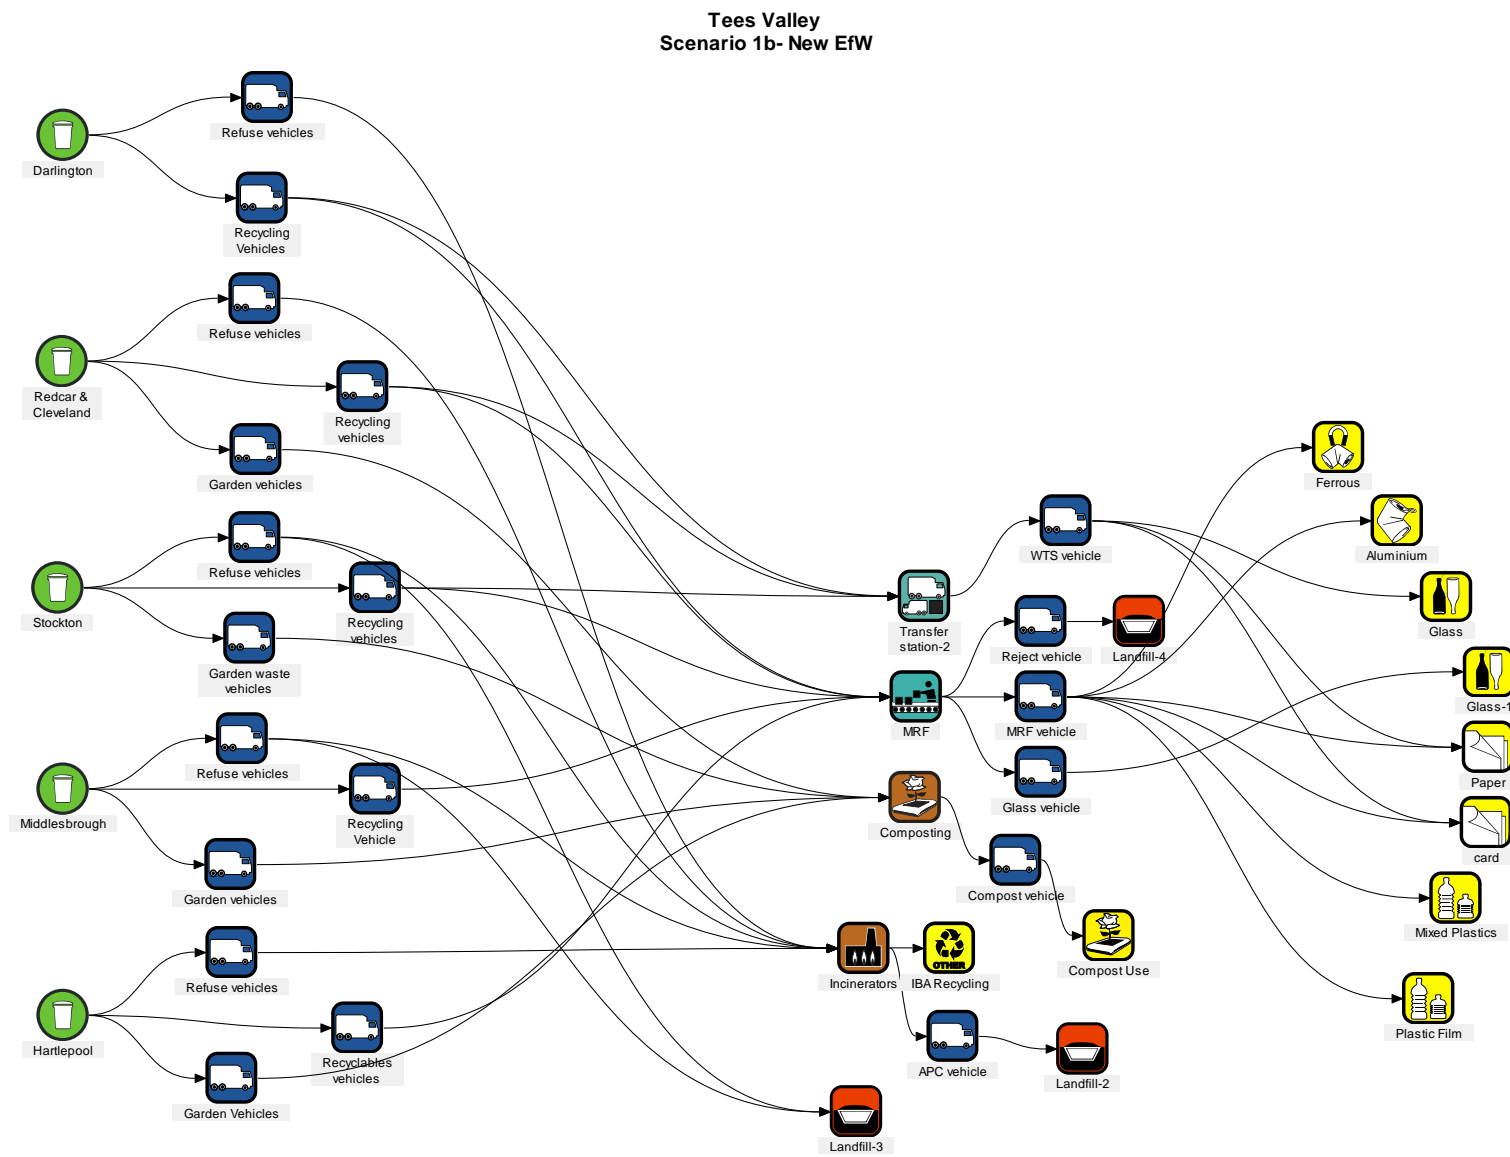 Tees Valley
Scenario 1b- New EfW
Refuse vehicles
Darlington
Recycling
Vehicles
Refuse vehicles
Redcar &
Cleveland
Recycling
vehicles
Garden vehicles
Ferrous
WTS vehicle
Aluminium
Refuse vehicles
Stockton
Recycling
vehicles
Transfer
station-2
Glass
Reject vehicle
Landfill-4
Garden waste
vehicles
Glass-1
MRF
MRF vehicle
Refuse vehicles
Paper
Glass vehicle
Middlesbrough
Recycling
Vehicle
Composting
card
Garden vehicles
Compost vehicle
Mixed Plastics
OTHER
Compost Use
Refuse vehicles
Incinerators
IBA Recycling
Plastic Film
Hartlepool
Recyclables
vehicles
APC vehicle
Landfill-2
Garden Vehicles
Landfill-3